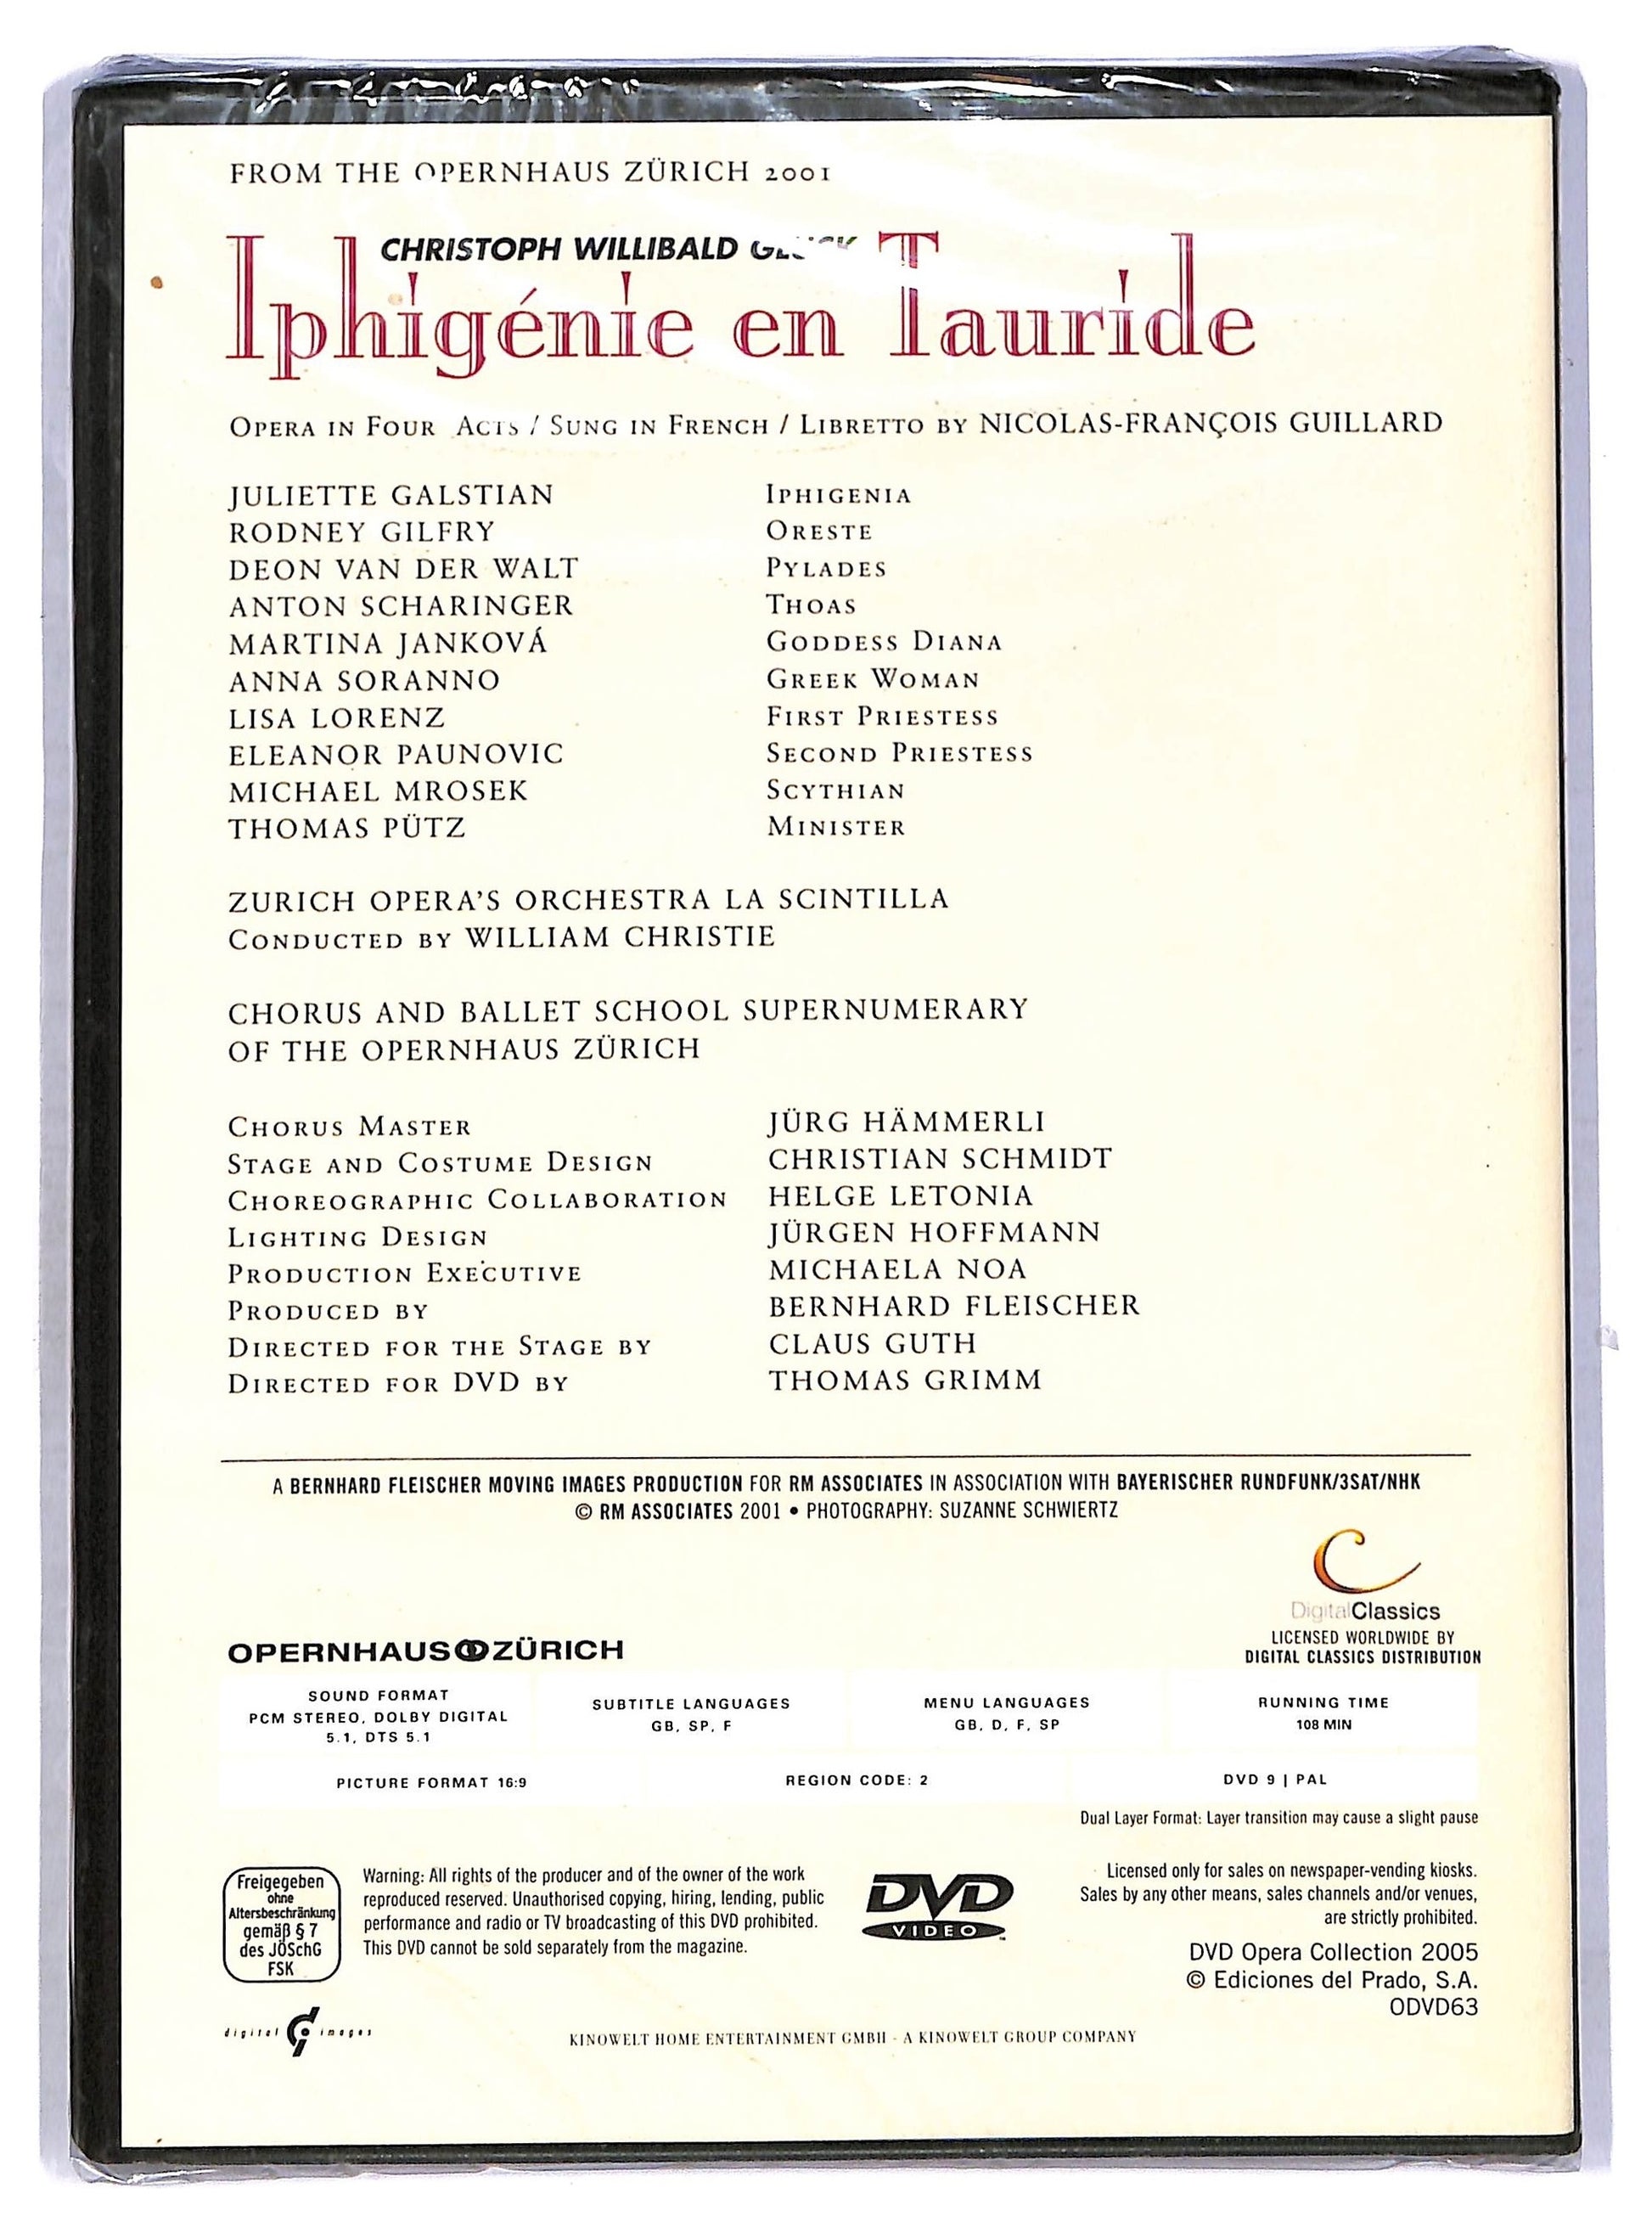 FROM THE OPERNHAUS ZÜRICH 2001
CHRISTOPH WILLIBALD
Iphigénie en Tauride
OPERA IN FOUR ACTS / SUNG IN FRENCH / LIBRETTO BY NICOLAS-FRANÇOIS GUILLARD
JULIETTE GALSTIAN IPHIGENIA
RODNEY GILFRY ORESTE
DEON VAN DER WALT PYLADES
ANTON SCHARINGER THOAS
MARTINA JANKOVÁ GODDESS DIANA
ANNA SORANNO GREEK WOMAN
LISA LORENZ FIRST PRIESTESS
ELEANOR PAUNOVIC SECOND PRIESTESS
MICHAEL MROSEK SCYTHIAN
THOMAS PÜTZ MINISTER
ZURICH OPERA'S ORCHESTRA LA SCINTILLA
CONDUCTED BY WILLIAM CHRISTIE
CHORUS AND BALLET SCHOOL SUPERNUMERARY
OF THE OPERNHAUS ZÜRICH
CHORUS MASTER JÜRG HÄMMERLI
STAGE AND COSTUME DESIGN CHRISTIAN SCHMIDT
CHOREOGRAPHIC COLLABORATION HELGE LETONIA
LIGHTING DESIGN JÜRGEN HOFFMANN
PRODUCTION EXECUTIVE MICHAELA NOA
PRODUCED BY BERNHARD FLEISCHER
DIRECTED FOR THE STAGE BY CLAUS GUTH
DIRECTED FOR DVD BY THOMAS GRIMM
A BERNHARD FLEISCHER MOVING IMAGES PRODUCTION FOR RM ASSOCIATES IN ASSOCIATION WITH BAYERISCHER RUNDFUNK/3SAT/NHK
© RM ASSOCIATES 2001 • PHOTOGRAPHY: SUZANNE SCHWIERTZ
DigitalClassics
LICENSED WORLDWIDE BY
DIGITAL CLASSICS DISTRIBUTION
OPERNHAUS ZÜRICH
SOUND FORMAT
PCM STEREO, DOLBY DIGITAL
5.1, DTS 5.1
SUBTITLE LANGUAGES
GB, SP, F
MENU LANGUAGES
GB, D, F, SP
RUNNING TIME
108 MIN
PICTURE FORMAT 16:9
REGION CODE: 2
DVD 9 | PAL
Dual Layer Format: Layer transition may cause a slight pause
Freigegeben
ohne
Altersbeschränkung
gemäß § 7
des JÖSchG
FSK
Warning: All rights of the producer and of the owner of the work
reproduced reserved. Unauthorised copying, hiring, lending, public
performance and radio or TV broadcasting of this DVD prohibited.
This DVD cannot be sold separately from the magazine.
DVD
VIDEO
Licensed only for sales on newspaper-vending kiosks.
Sales by any other means, sales channels and/or venues,
are strictly prohibited.
DVD Opera Collection 2005
© Ediciones del Prado, S.A.
ODVD63
digital images
KINOWELT HOME ENTERTAINMENT GMBH - A KINOWELT GROUP COMPANY